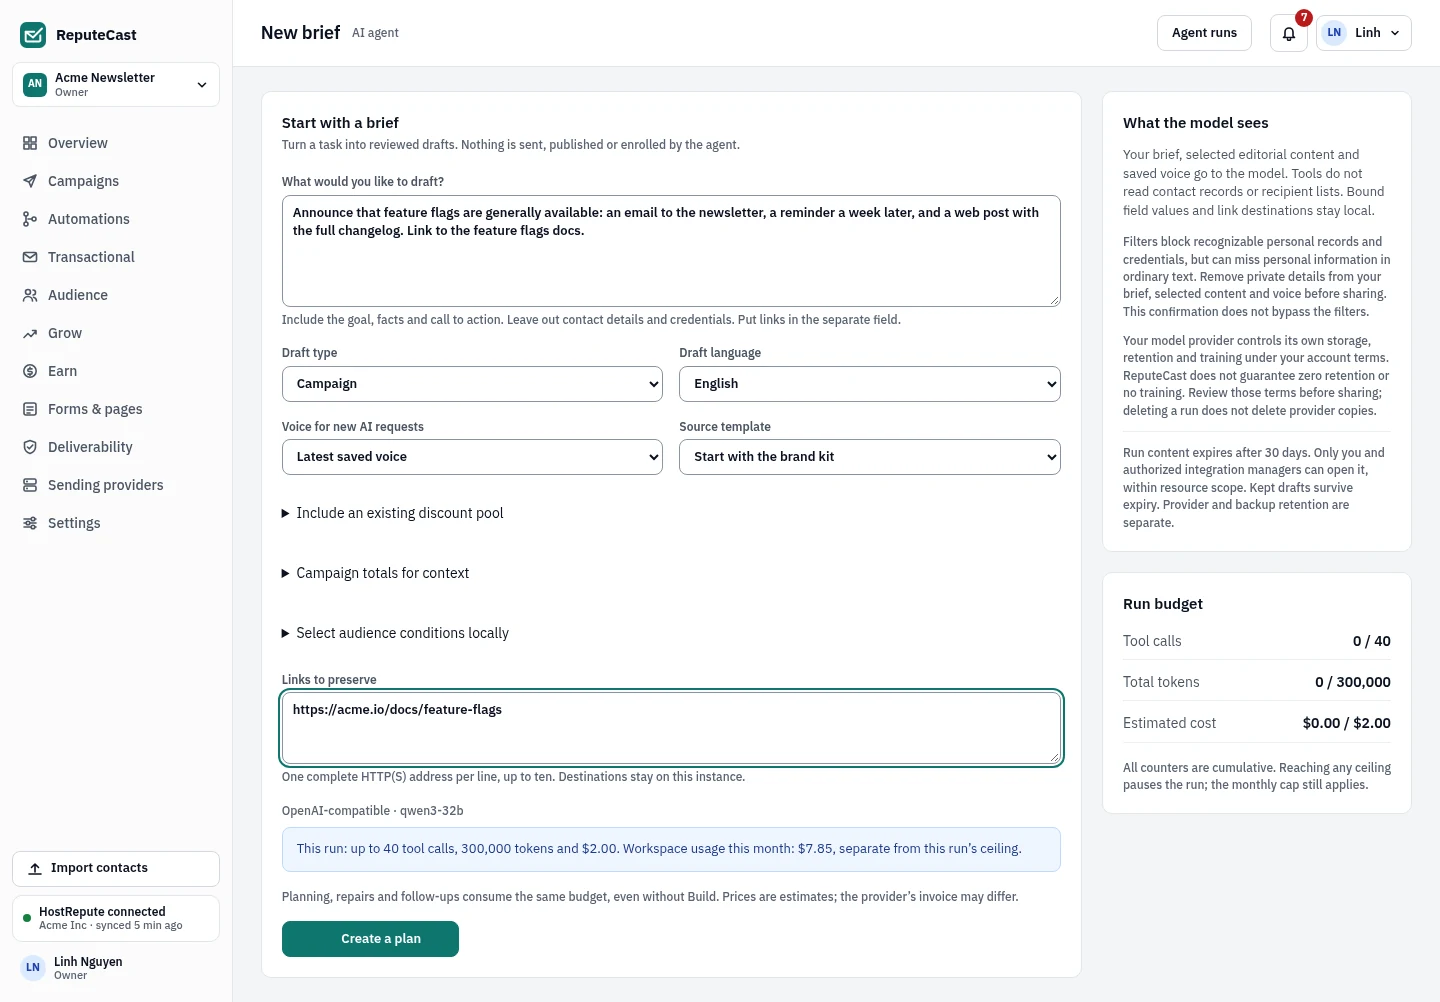 ReputeCast
AN
Acme Newsletter
Owner
Overview
Campaigns
Automations
Transactional
Audience
Grow
Earn
Forms & pages
Deliverability
Sending providers
Settings
Import contacts
HostRepute connected
Acme Inc · synced 5 min ago
LN
Linh Nguyen
Owner
New brief
AI agent
Agent runs
7
LN
Linh
Start with a brief
Turn a task into reviewed drafts. Nothing is sent, published or enrolled by the agent.
What would you like to draft?
Announce that feature flags are generally available: an email to the newsletter, a reminder a week later, and a web post with
the full changelog. Link to the feature flags docs.
Include the goal, facts and call to action. Leave out contact details and credentials. Put links in the separate field.
Draft type
Draft language
Campaign
English
Voice for new AI requests
Source template
Latest saved voice
Start with the brand kit
Include an existing discount pool
Campaign totals for context
Select audience conditions locally
Links to preserve
https://acme.io/docs/feature-flags
One complete HTTP(S) address per line, up to ten. Destinations stay on this instance.
OpenAI-compatible · qwen3-32b
This run: up to 40 tool calls, 300,000 tokens and $2.00. Workspace usage this month: $7.85, separate from this run’s ceiling.
Planning, repairs and follow-ups consume the same budget, even without Build. Prices are estimates; the provider’s invoice may differ.
Create a plan
What the model sees
Your brief, selected editorial content and
saved voice go to the model. Tools do not
read contact records or recipient lists. Bound
field values and link destinations stay local.
Filters block recognizable personal records and
credentials, but can miss personal information in
ordinary text. Remove private details from your
brief, selected content and voice before sharing.
This confirmation does not bypass the filters.
Your model provider controls its own storage,
retention and training under your account terms.
ReputeCast does not guarantee zero retention or
no training. Review those terms before sharing;
deleting a run does not delete provider copies.
Run content expires after 30 days. Only you and
authorized integration managers can open it,
within resource scope. Kept drafts survive
expiry. Provider and backup retention are
separate.
Run budget
Tool calls
0 / 40
Total tokens
0 / 300,000
Estimated cost
$0.00 / $2.00
All counters are cumulative. Reaching any ceiling
pauses the run; the monthly cap still applies.